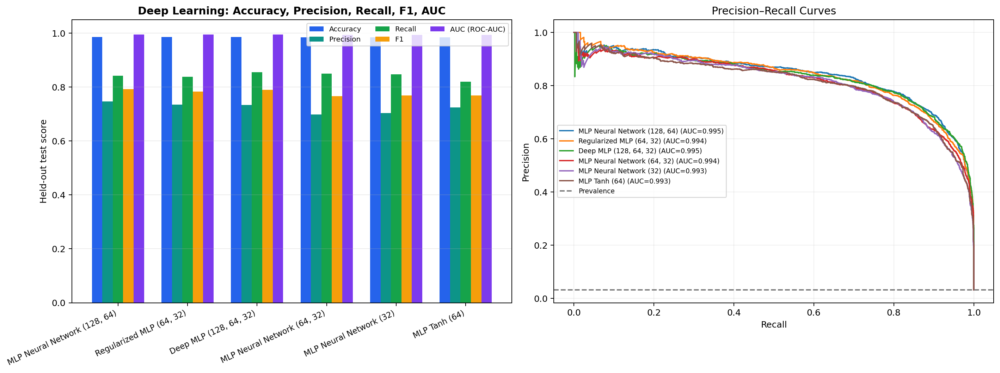 Deep Learning: Accuracy, Precision, Recall, F1, AUC
Accuracy
Precision
Recall
F1
AUC (ROC-AUC)
Held-out test score
1.0
0.8
0.6
0.4
0.2
0.0
MLP Neural Network (128, 64)
Regularized MLP (64, 32)
Deep MLP (128, 64, 32)
MLP Neural Network (64, 32)
MLP Neural Network (32)
MLP Tanh (64)
Precision–Recall Curves
Precision
1.0
0.8
0.6
0.4
0.2
0.0
MLP Neural Network (128, 64) (AUC=0.995)
Regularized MLP (64, 32) (AUC=0.994)
Deep MLP (128, 64, 32) (AUC=0.995)
MLP Neural Network (64, 32) (AUC=0.994)
MLP Neural Network (32) (AUC=0.993)
MLP Tanh (64) (AUC=0.993)
Prevalence
0.0 0.2 0.4 0.6 0.8 1.0
Recall